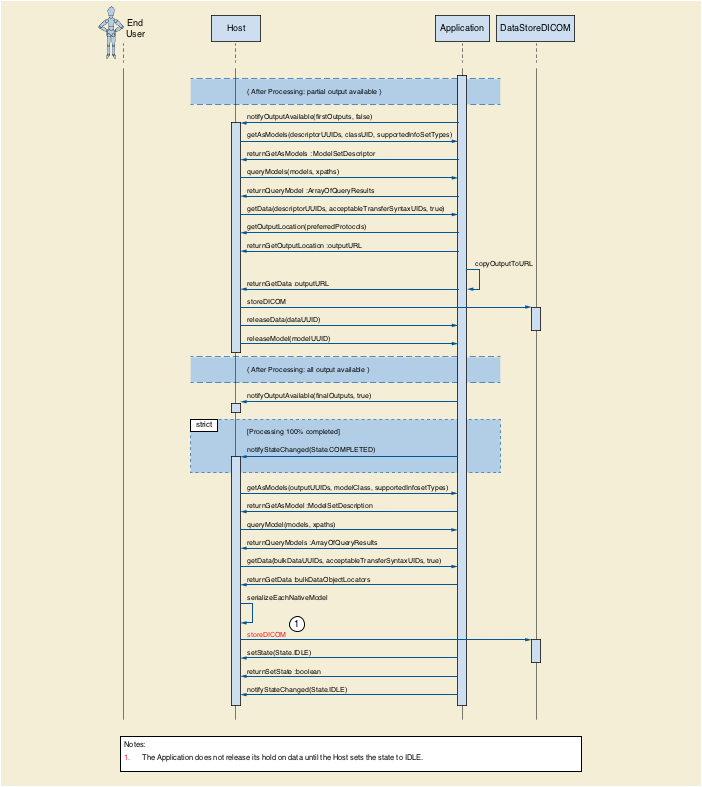 End
User
Host
Application
DataStoreDICOM
{ After Processing: partial output available }
notifyOutputAvailable(firstOutputs, false)
getAsModels(descriptorUUIDs, classUID, supportedInfoSetTypes)
returnGetAsModels : ModelSetDescriptor
queryModels(models, xpaths)
returnQueryModel :ArrayOfQueryResults
getData(descriptorUUIDs, acceptableTransferSyntaxUIDs, true)
getOutputLocation(preferredProtocols)
returnGetOutputLocation :outputURL
copyOutputToURL
returnGetData :outputURL
storeDICOM
releaseData(dataUUID)
releaseModel(modelUUID)
{ After Processing: all output available }
notifyOutputAvailable(finalOutputs, true)
strict
[Processing 100% completed]
notifyStateChanged(State.COMPLETED)
getAsModels(outputUUIDs, modelClass, supportedInfosetTypes)
returnGetAsModel :ModelSetDescription
queryModel(models, xpaths)
returnQueryModels :ArrayOfQueryResults
getData(bulkDataUUIDs, acceptableTransferSyntaxUIDs, true)
returnGetData :bulkDataObjectLocators
serializeEachNativeModel
1
storeDICOM
setState(State.IDLE)
returnSetState :boolean
notifyStateChanged(State.IDLE)
Notes:
1. The Application does not release its hold on data until the Host sets the state to IDLE.